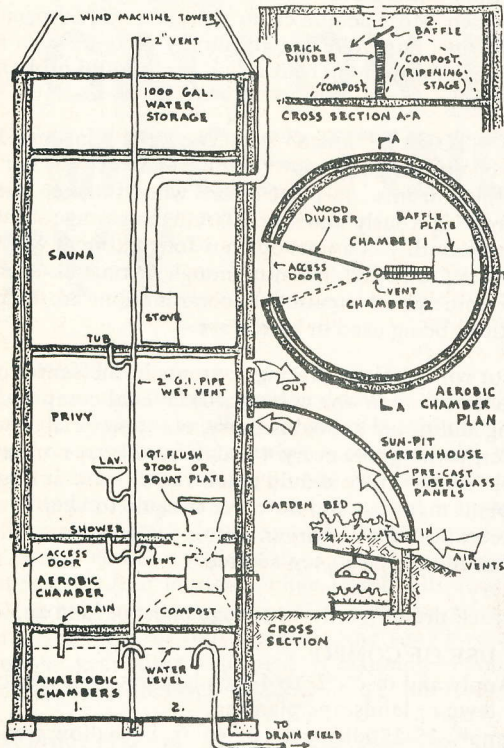 WIND MACHINE TOWER
2" VENT
1000 GAL.
WATER
STORAGE
SAUNA
STOVE
TUB
2" G.I. PIPE
WET VENT
PRIVY
LAV.
1 QT. FLUSH
STOOL OR
SQUAT PLATE
SHOWER
ACCESS
DOOR
VENT
AEROBIC
CHAMBER
COMPOST
DRAIN
WATER
LEVEL
ANAEROBIC
CHAMBERS
1.
2.
TO
DRAIN FIELD
1.
2.
BAFFLE
BRICK
DIVIDER
COMPOST
COMPOST
(RIPENING
STAGE)
CROSS SECTION A-A
A
WOOD
DIVIDER
BAFFLE
PLATE
CHAMBER 1
ACCESS
DOOR
VENT
CHAMBER 2
A
AEROBIC
CHAMBER
PLAN
OUT
SUN-PIT
GREENHOUSE
PRE-CAST
FIBERGLASS
PANELS
GARDEN BED
IN
AIR
VENTS
CROSS
SECTION